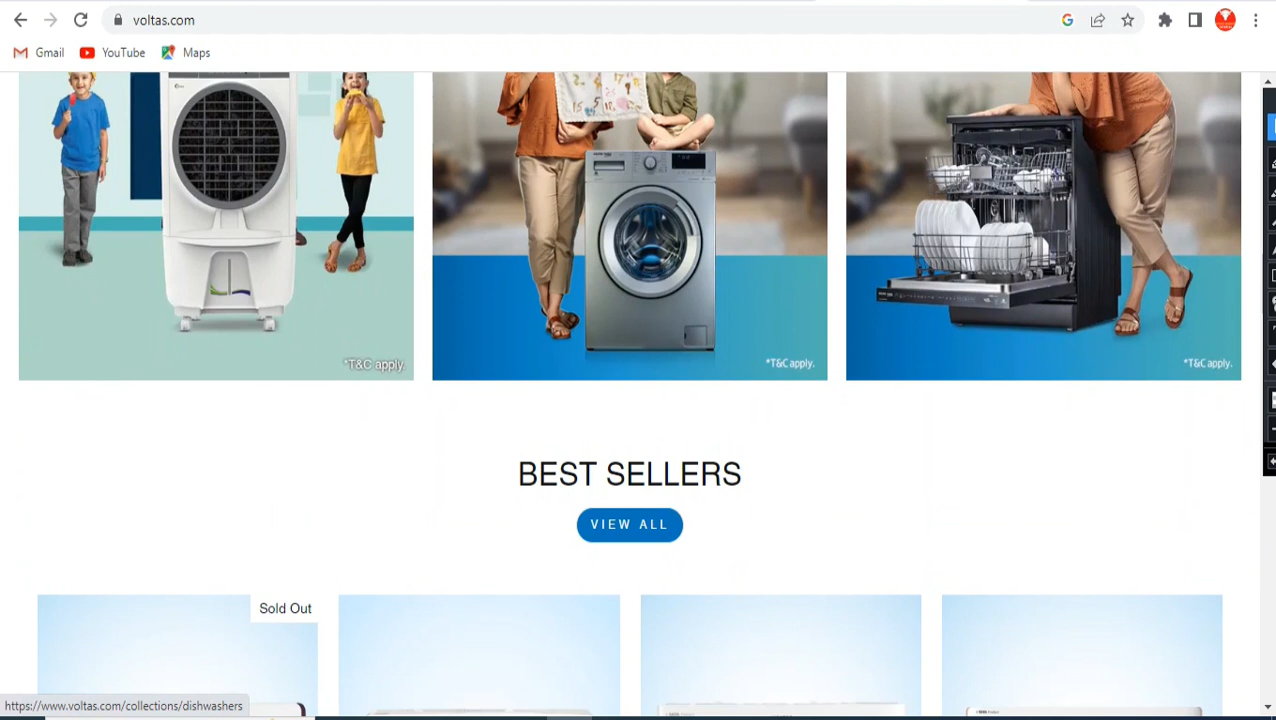 voltas.com
Gmail YouTube Maps
*T&C apply.
*T&C apply.
*T&C apply.
BEST SELLERS
VIEW ALL
Sold Out
https://www.voltas.com/collections/dishwashers